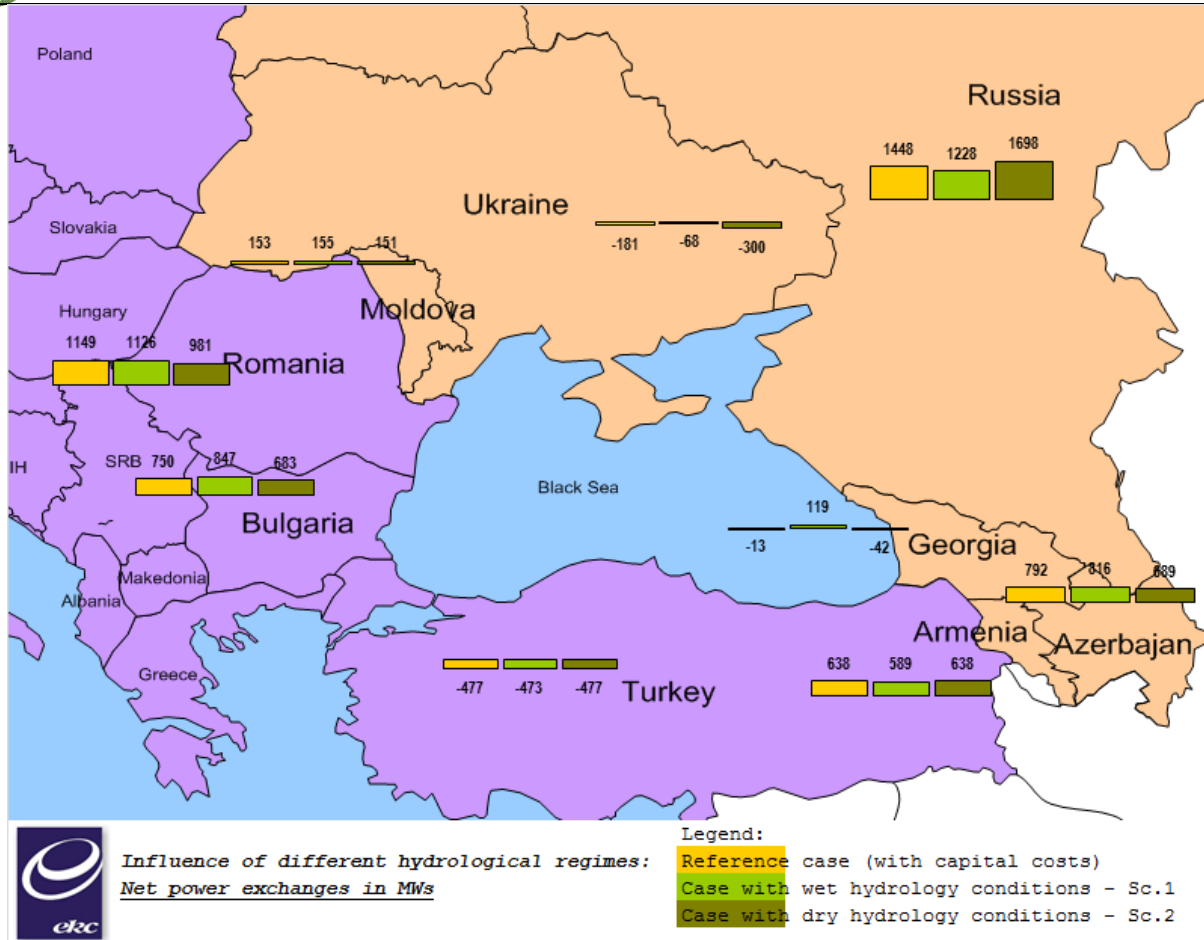 Poland
Russia
1448 1228 1698
Ukraine
Slovakia
-181 -68 -300
153 155 151
Hungary
Moldova
1149 1126 981
Romania
IH
SRB 750 847 683
Black Sea
Bulgaria
119
-13 -42
Georgia
792 816 689
Makedonia
Albania
Armenia
Azerbajan
Greece
-477 -473 -477
Turkey
638 589 638
Legend:
Influence of different hydrological regimes:
Net power exchanges in MWs
Reference case (with capital costs)
Case with wet hydrology conditions - Sc.1
Case with dry hydrology conditions - Sc.2
ekc